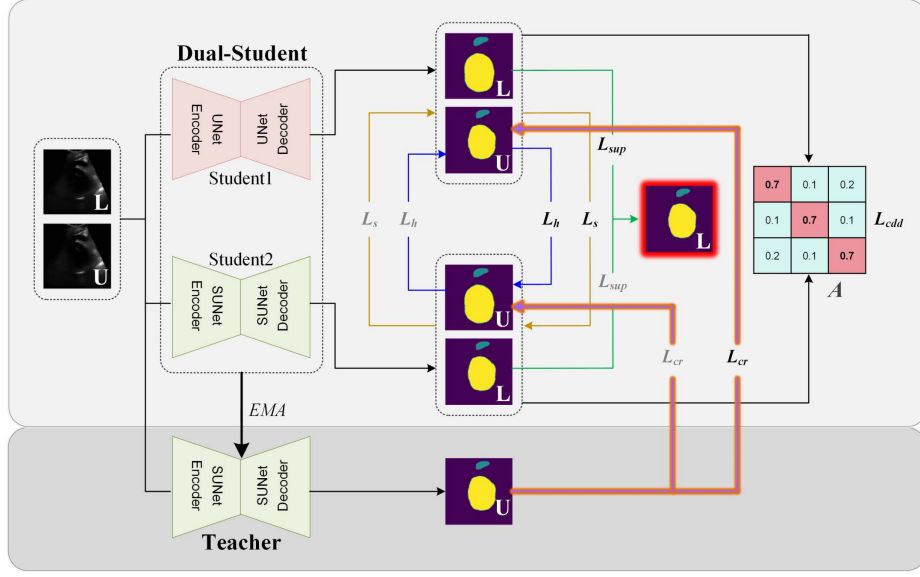 Dual-Student
UNet
Encoder
UNet
Decoder
Student1
L
U
Student2
SUNet
Encoder
SUNet
Decoder
EMA
SUNet
Encoder
SUNet
Decoder
Teacher
L
U
L_s
L_h
L_h
L_s
U
L
U
L_sup
L
L_sup
L_cr
L_cr
0.7 0.1 0.2
0.1 0.7 0.1
0.2 0.1 0.7
L_cdd
A